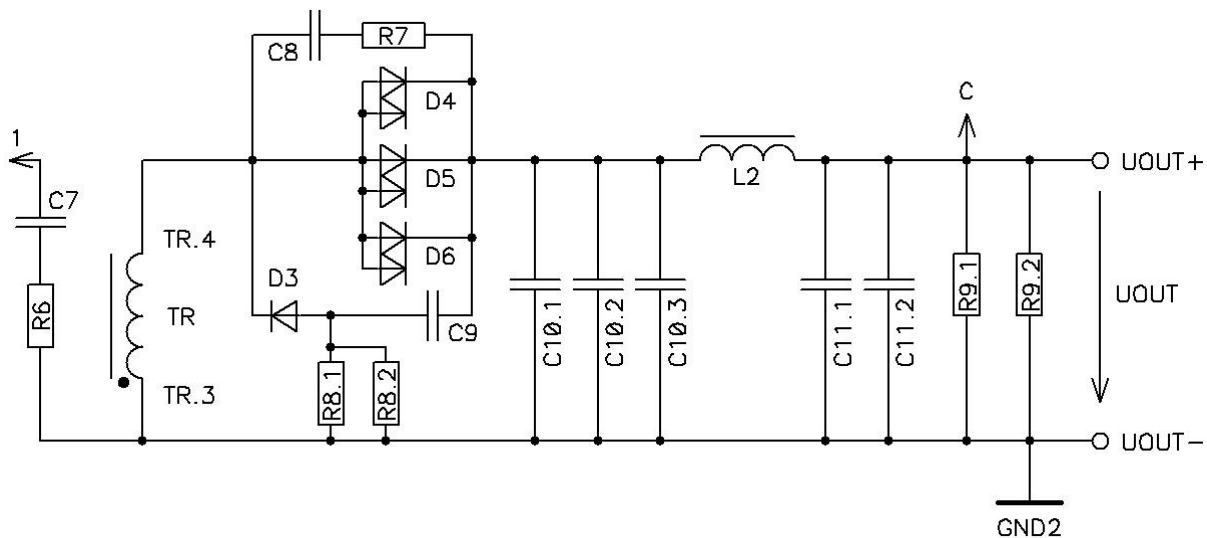 C8
R7
D4
1
C
D5
L2
UOUT+
C7
TR.4
D6
D3
R6
TR
C9
C10.1
C10.2
C10.3
C11.1
C11.2
R9.1
R9.2
UOUT
TR.3
R8.1
R8.2
UOUT-
GND2